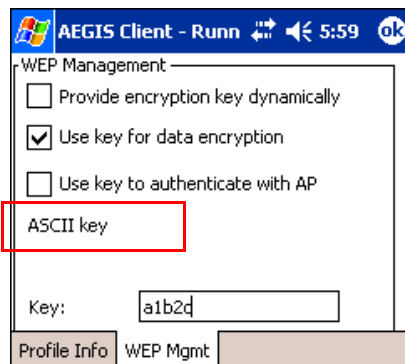 AEGIS Client - Runn 5:59 ok
WEP Management
Provide encryption key dynamically
Use key for data encryption
Use key to authenticate with AP
ASCII key
Key: a1b2c
Profile Info WEP Mgmt